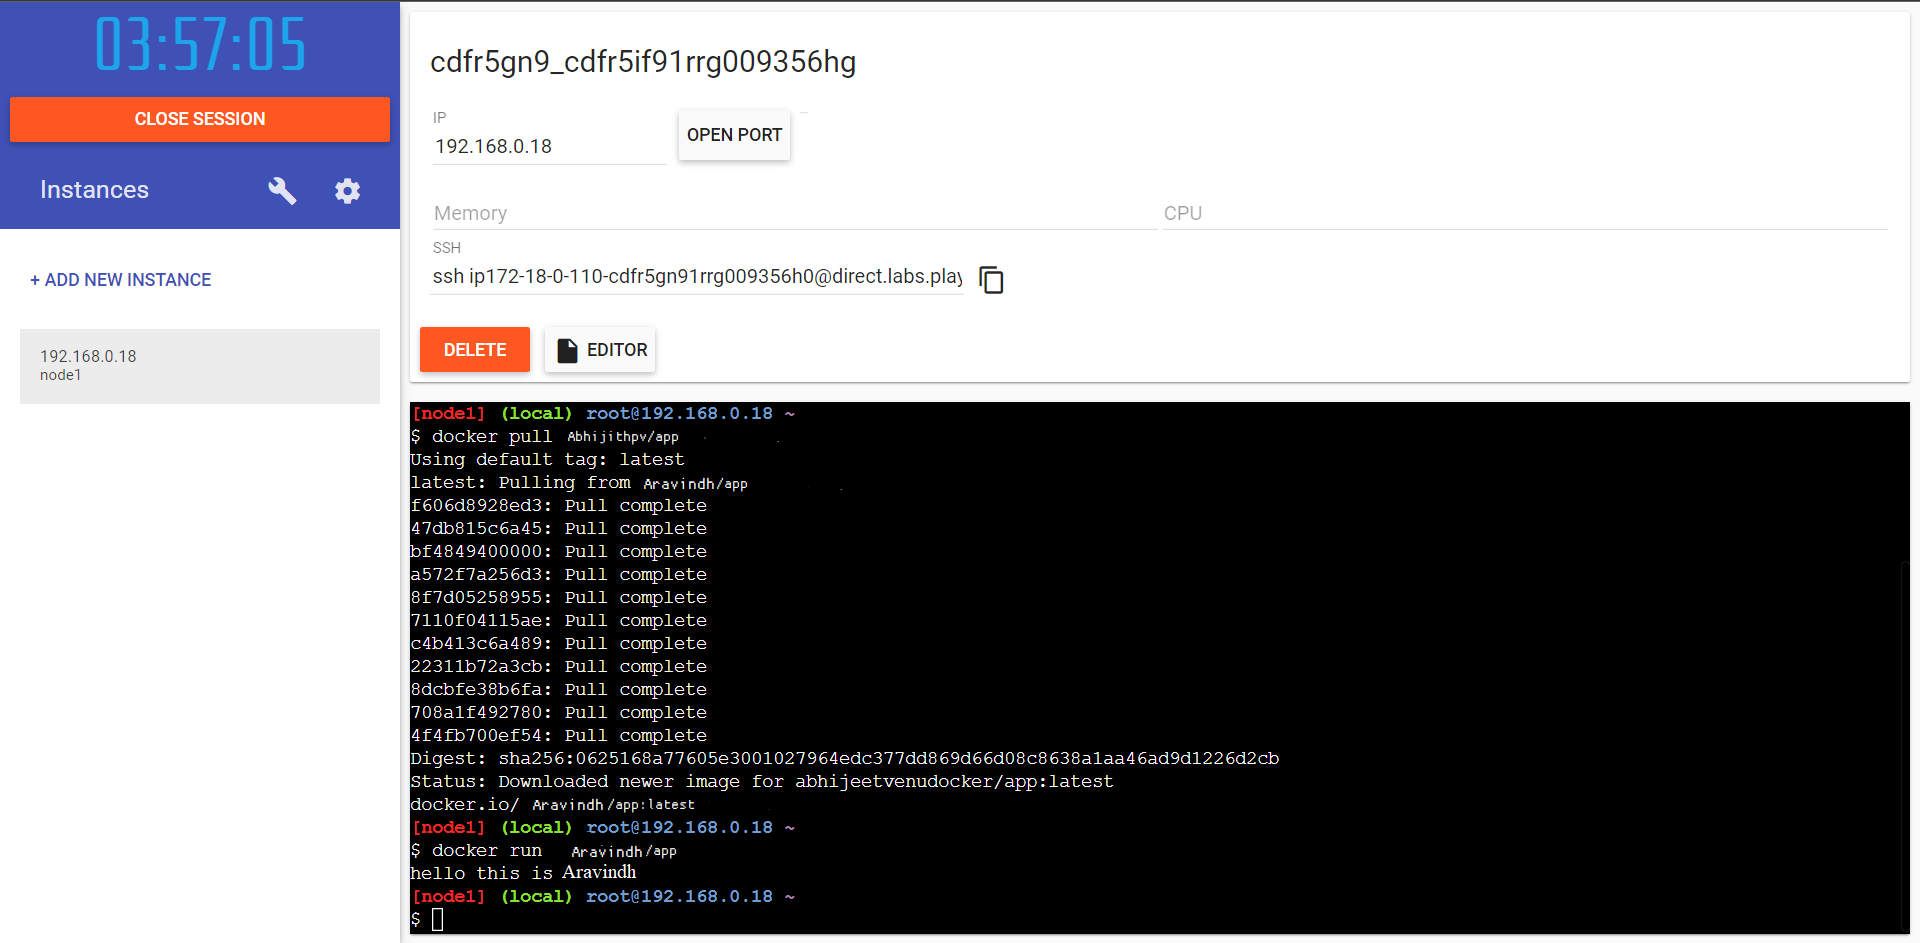 03:57:05
CLOSE SESSION
Instances
+ ADD NEW INSTANCE
192.168.0.18
node1
cdfr5gn9_cdfr5if91rrg009356hg
IP
192.168.0.18
OPEN PORT
Memory
CPU
SSH
ssh ip172-18-0-110-cdfr5gn91rrg009356h0@direct.labs.play
DELETE
EDITOR
[node1] (local) root@192.168.0.18 ~
$ docker pull Abhijithpv/app
Using default tag: latest
latest: Pulling from Aravindh/app
f606d8928ed3: Pull complete
47db815c6a45: Pull complete
bf4849400000: Pull complete
a572f7a256d3: Pull complete
8f7d05258955: Pull complete
7110f04115ae: Pull complete
c4b413c6a489: Pull complete
22311b72a3cb: Pull complete
8dcbfe38b6fa: Pull complete
708a1f492780: Pull complete
4f4fb700ef54: Pull complete
Digest: sha256:0625168a77605e3001027964edc377dd869d66d08c8638a1aa46ad9d1226d2cb
Status: Downloaded newer image for abhijeetvenudocker/app:latest
docker.io/ Aravindh/app:latest
[node1] (local) root@192.168.0.18 ~
$ docker run Aravindh/app
hello this is Aravindh
[node1] (local) root@192.168.0.18 ~
$